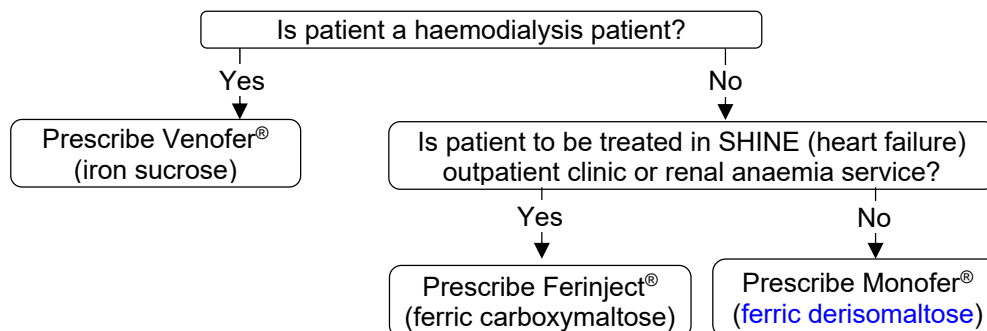 Is patient a haemodialysis patient?
Yes
No
Prescribe Venofer®
(iron sucrose)
Is patient to be treated in SHINE (heart failure)
outpatient clinic or renal anaemia service?
Yes
No
Prescribe Ferinject®
(ferric carboxymaltose)
Prescribe Monofer®
(ferric derisomaltose)